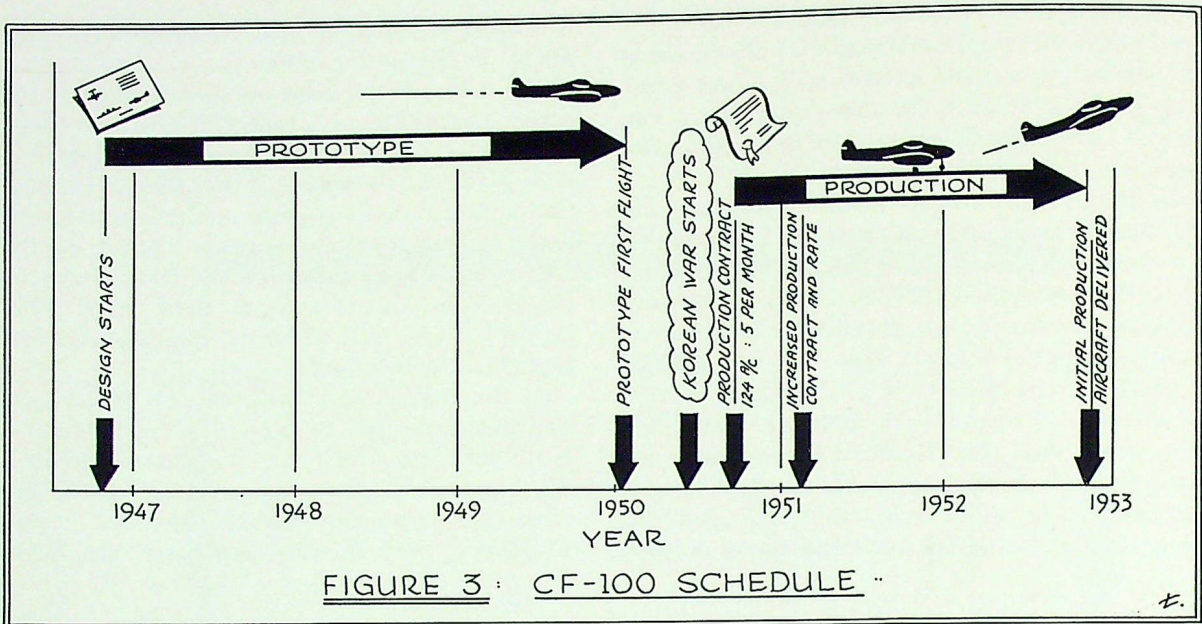 PROTOTYPE
PRODUCTION
DESIGN STARTS
PROTOTYPE FIRST FLIGHT
KOREAN WAR STARTS
PRODUCTION CONTRACT
124 A/C : 5 PER MONTH
INCREASED PRODUCTION
CONTRACT AND RATE
INITIAL PRODUCTION
AIRCRAFT DELIVERED
1947 1948 1949 1950 1951 1952 1953
YEAR
FIGURE 3 : CF-100 SCHEDULE
t.